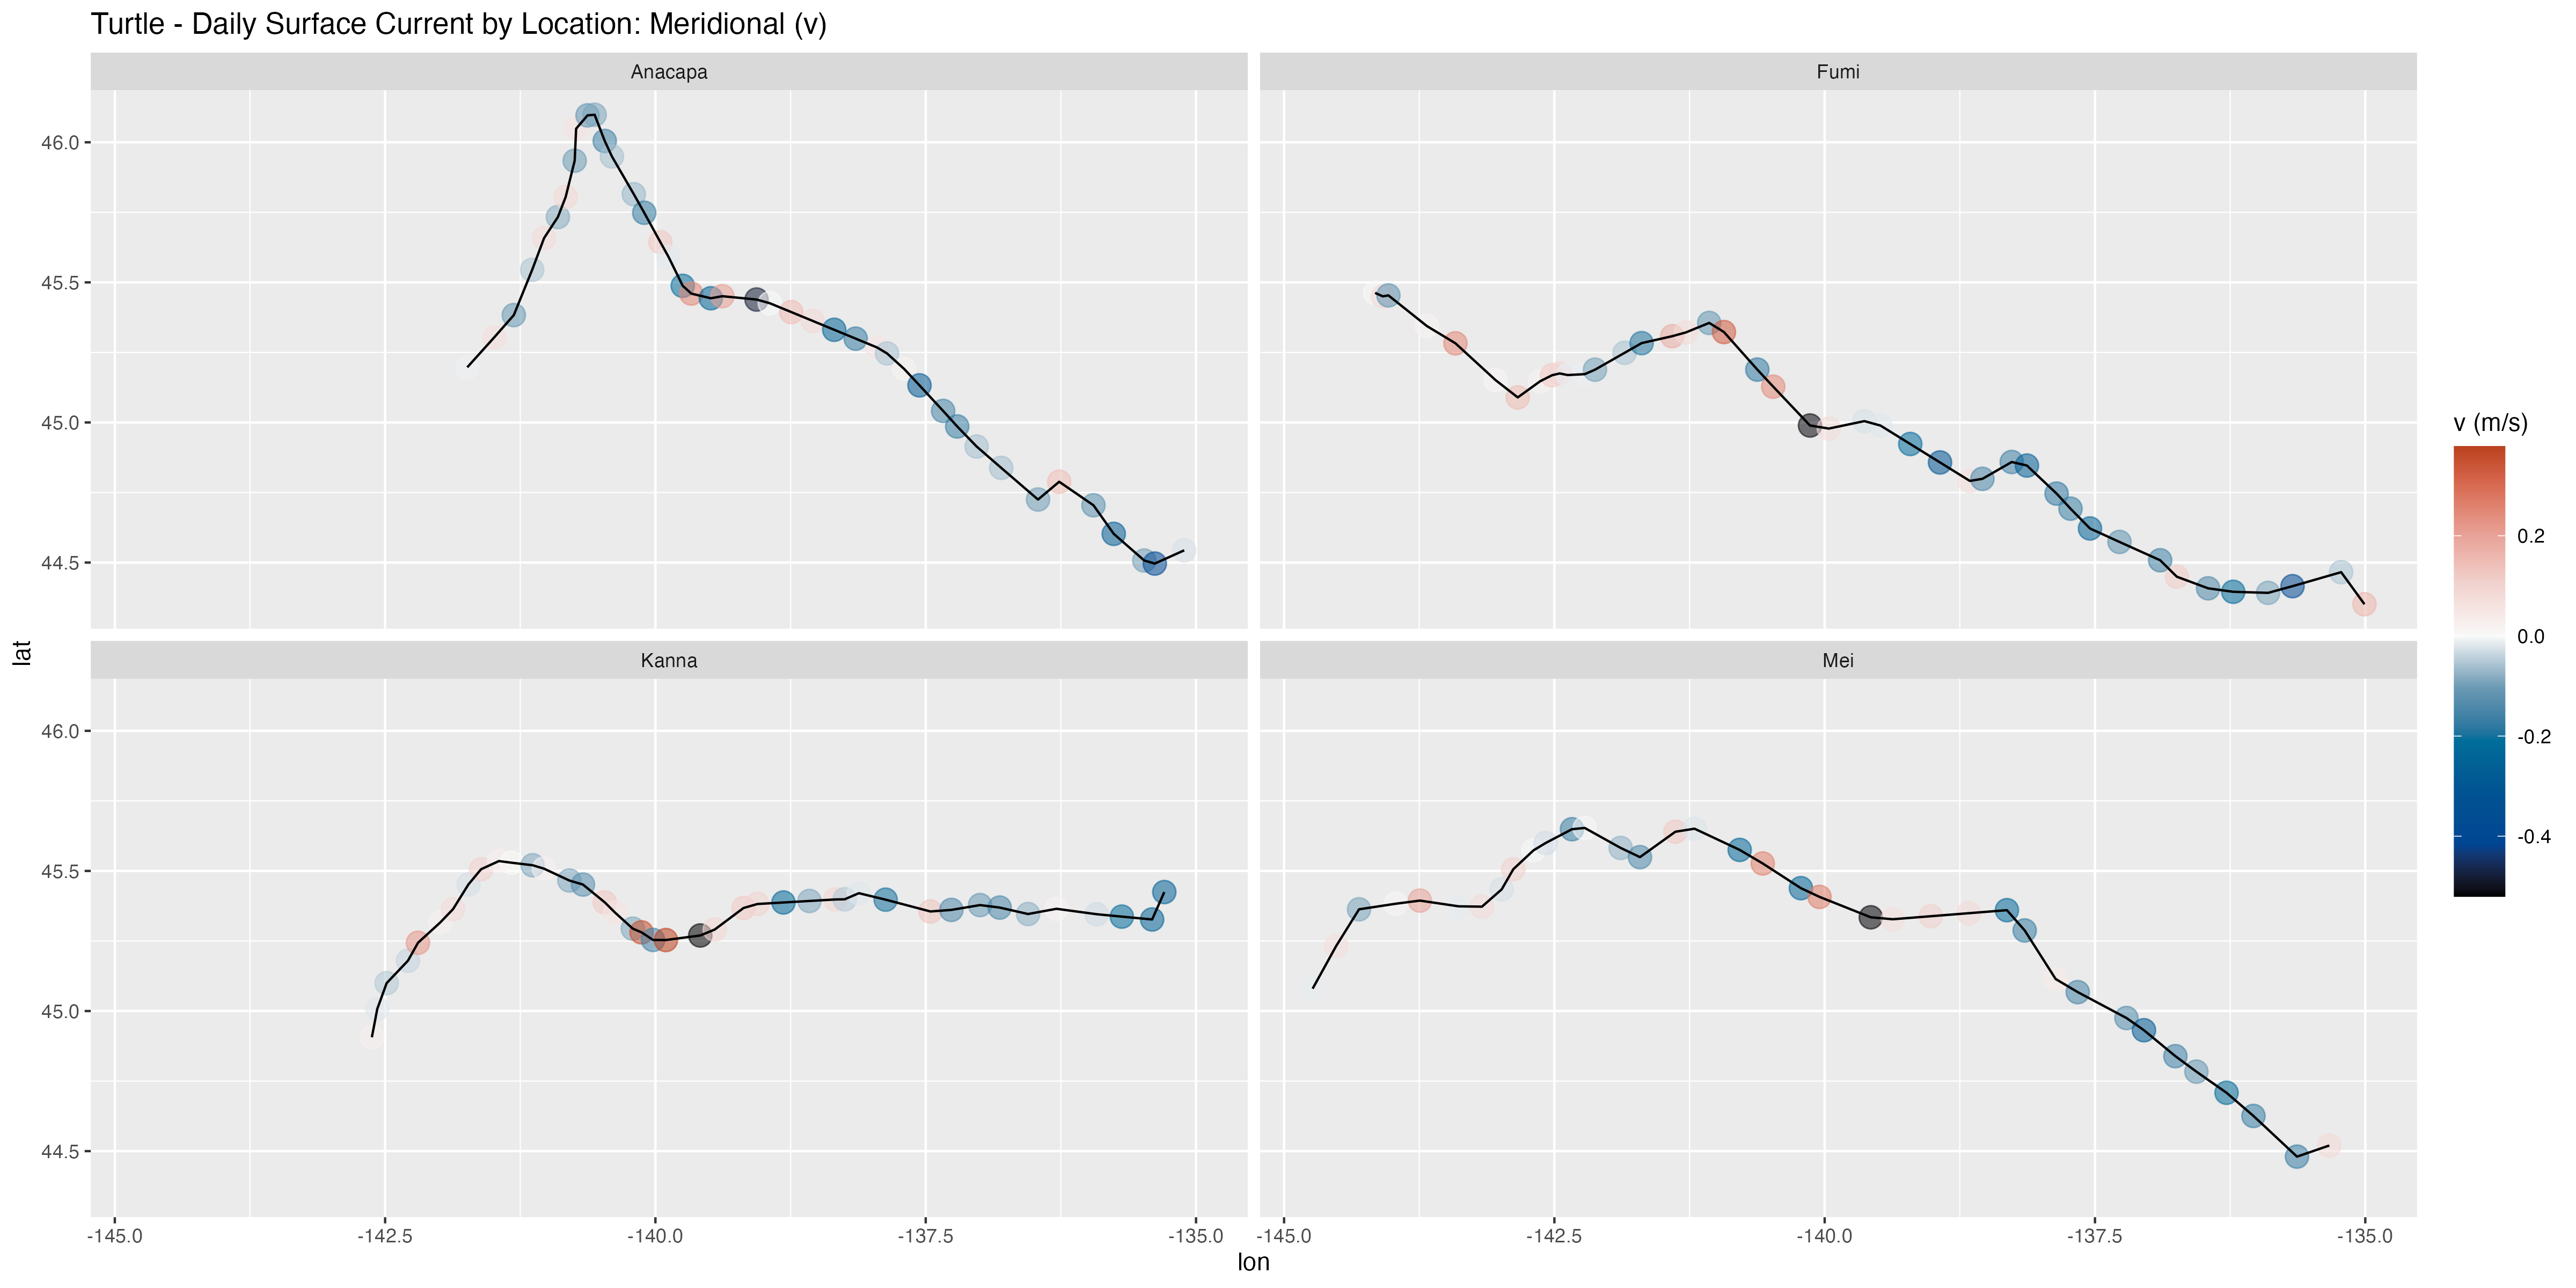 Turtle - Daily Surface Current by Location: Meridional (v)
Anacapa
Fumi
46.0
45.5
45.0
44.5
Kanna
Mei
46.0
45.5
45.0
44.5
lat
-145.0 -142.5 -140.0 -137.5 -135.0 -145.0 -142.5 -140.0 -137.5 -135.0
lon
v (m/s)
0.2
0.0
-0.2
-0.4